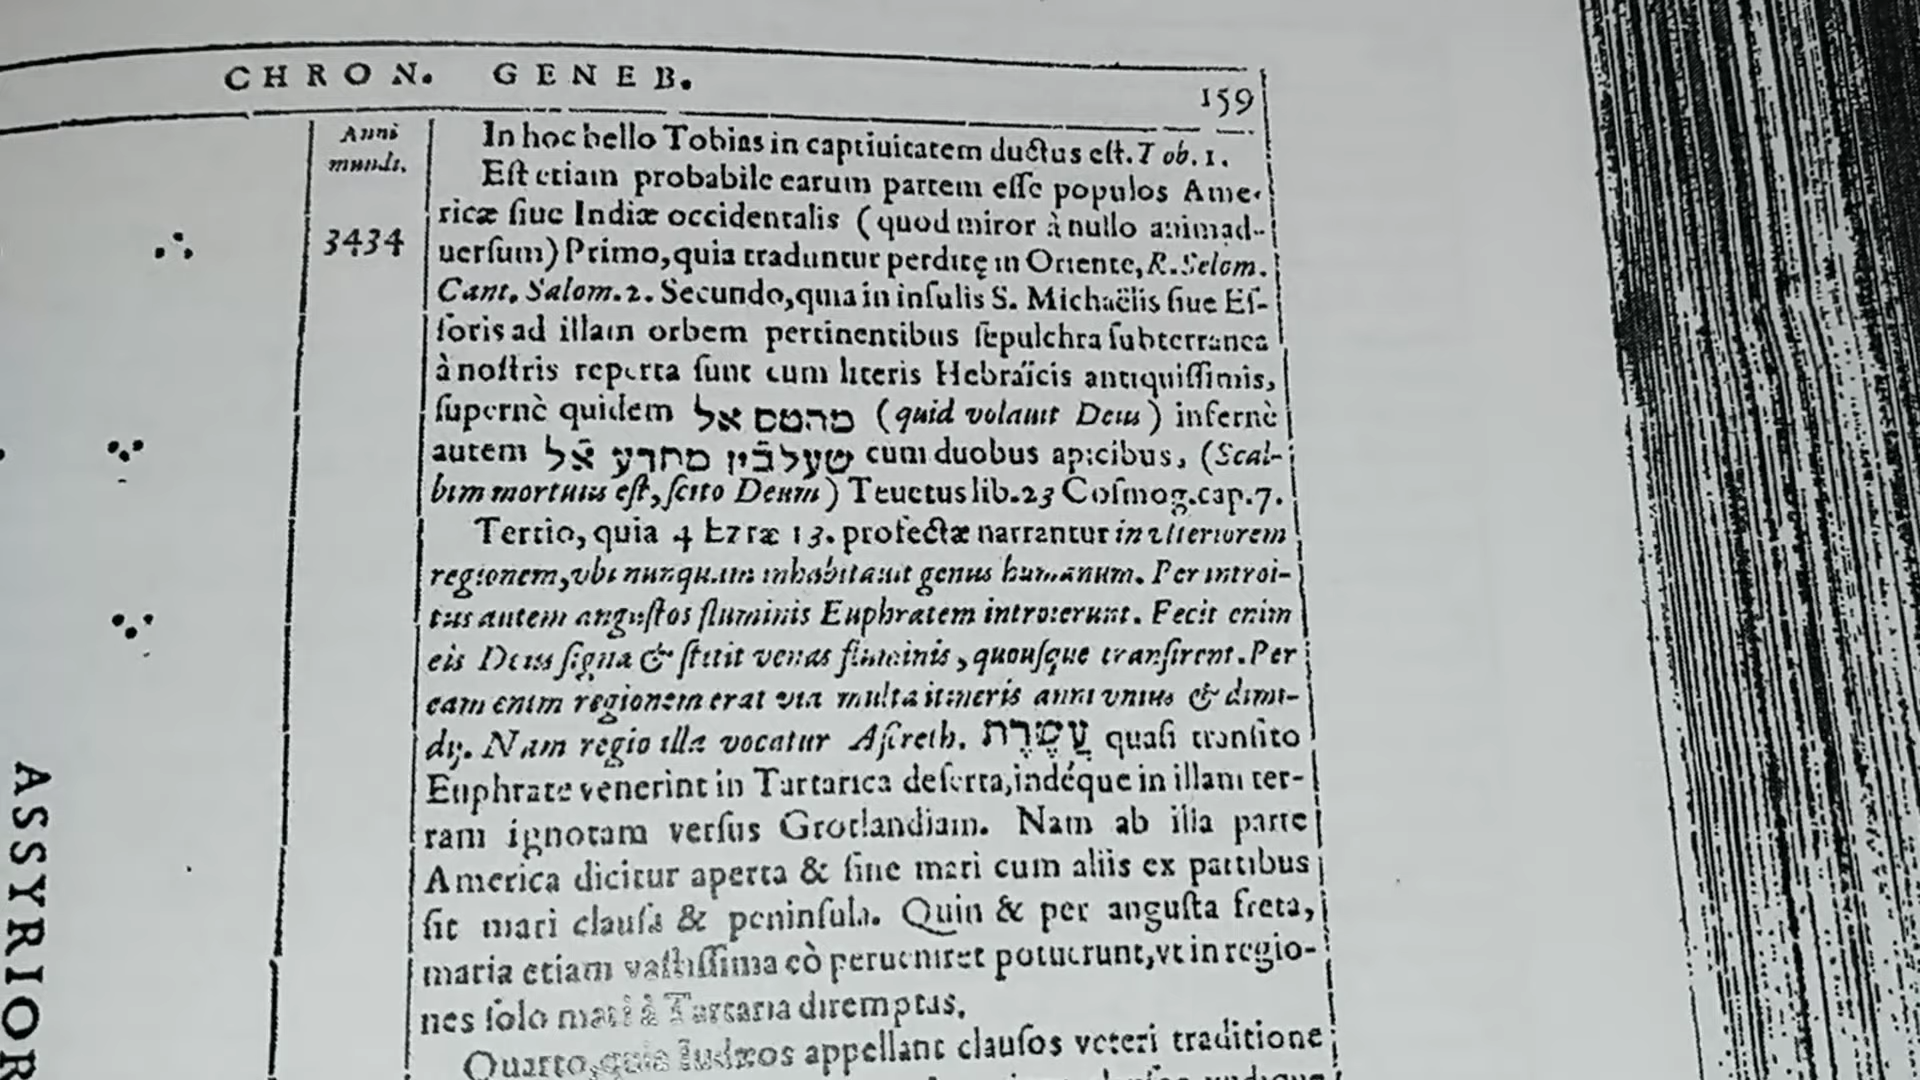 CHRON. GENEB.
159
Anni
mundi.
3434
In hoc bello Tobias in captiuitatem ductus est. Tob. 1.
Est etiam probabile earum partem esse populos Ame-
ricæ siue Indiæ occidentalis (quod miror à nullo animad-
uersum) Primo, quia traduntur perditę in Oriente, R. Selom.
Cant. Salom. 2. Secundo, quia in insulis S. Michaëlis siue Es-
soris ad illam orbem pertinentibus sepulchra subterranea
à nostris reperta sunt cum literis Hebraïcis antiquissimis,
supernè quidem מהטס אל (quid volauit Deus) infernè
autem שעלבין מחרע אל cum duobus apicibus, (Scal-
bim mortuus est, scito Deum) Teuctus lib. 23 Cosmog. cap. 7.
Tertio, quia 4 Ezræ 13. profectæ narrantur in vlteriorem
regionem, vbi nunquam inhabitauit genus humanum. Per introi-
tus autem angustos fluminis Euphratem introierunt. Fecit enim
eis Deus signa & statit venas fluminis, quousque transirent. Per
eam enim regionem erat via multa itineris anni vnius & dimi-
dij. Nam regio illa vocatur Asreth. עֲסֶרֶת quasi transito
Euphrate venerint in Tartarica deserta, indéque in illam ter-
ram ignotam versus Grotlandiam. Nam ab illa parte
America dicitur aperta & sine mari cum aliis ex partibus
sit mari clausa & peninsula. Quin & per angusta freta,
maria etiam vastissima eò peruenire potuerunt, vt in regio-
nes solo mari à Tartaria diremptas.
Quarto, quia Iudæos appellant clausos veteri traditione
ASSYRIOR